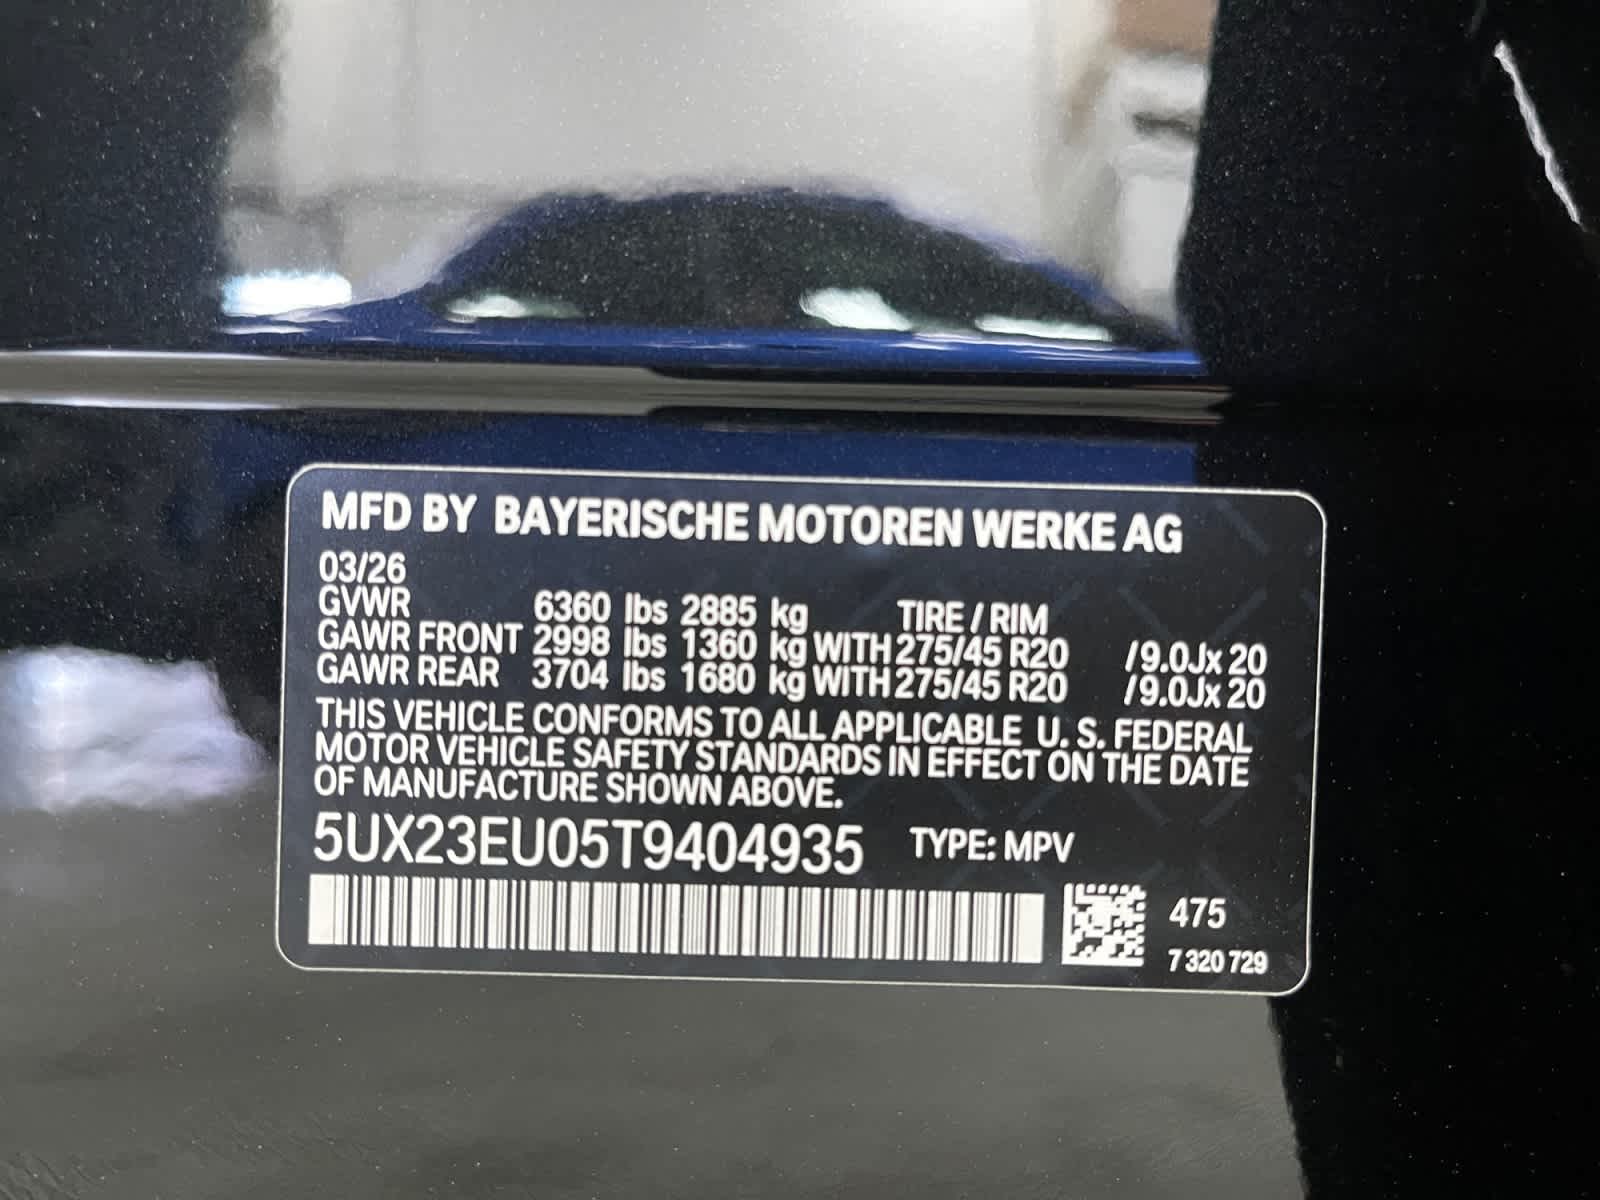 MFD BY BAYERISCHE MOTOREN WERKE AG
03/26
GVWR 6360 lbs 2885 kg TIRE / RIM
GAWR FRONT 2998 lbs 1360 kg WITH 275/45 R20 /9.0Jx 20
GAWR REAR 3704 lbs 1680 kg WITH 275/45 R20 /9.0Jx 20
THIS VEHICLE CONFORMS TO ALL APPLICABLE U. S. FEDERAL
MOTOR VEHICLE SAFETY STANDARDS IN EFFECT ON THE DATE
OF MANUFACTURE SHOWN ABOVE.
5UX23EU05T9404935 TYPE: MPV
475
7 320 729